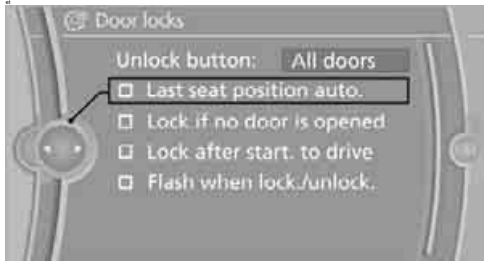 Door locks
Unlock button: All doors
Last seat position auto.
Lock if no door is opened
Lock after start. to drive
Flash when lock./unlock.